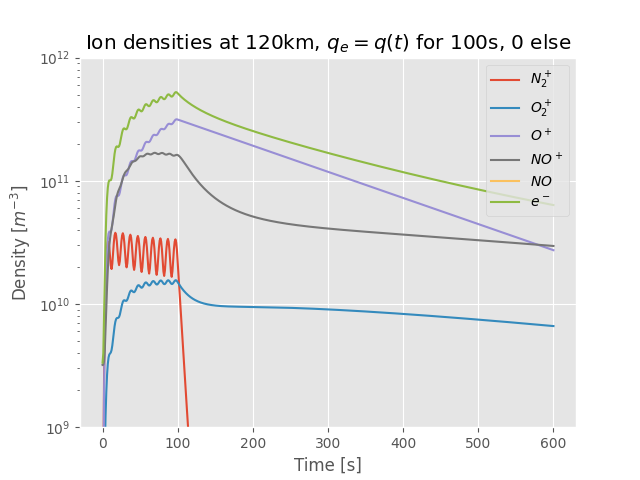 Ion densities at 120km, $q_e = q(t)$ for 100s, 0 else
$10^{12}$
$10^{11}$
$10^{10}$
$10^9$
Density [$m^{-3}$]
$N_2^+$
$O_2^+$
$O^+$
$NO^+$
$NO$
$e^-$
0 100 200 300 400 500 600
Time [s]